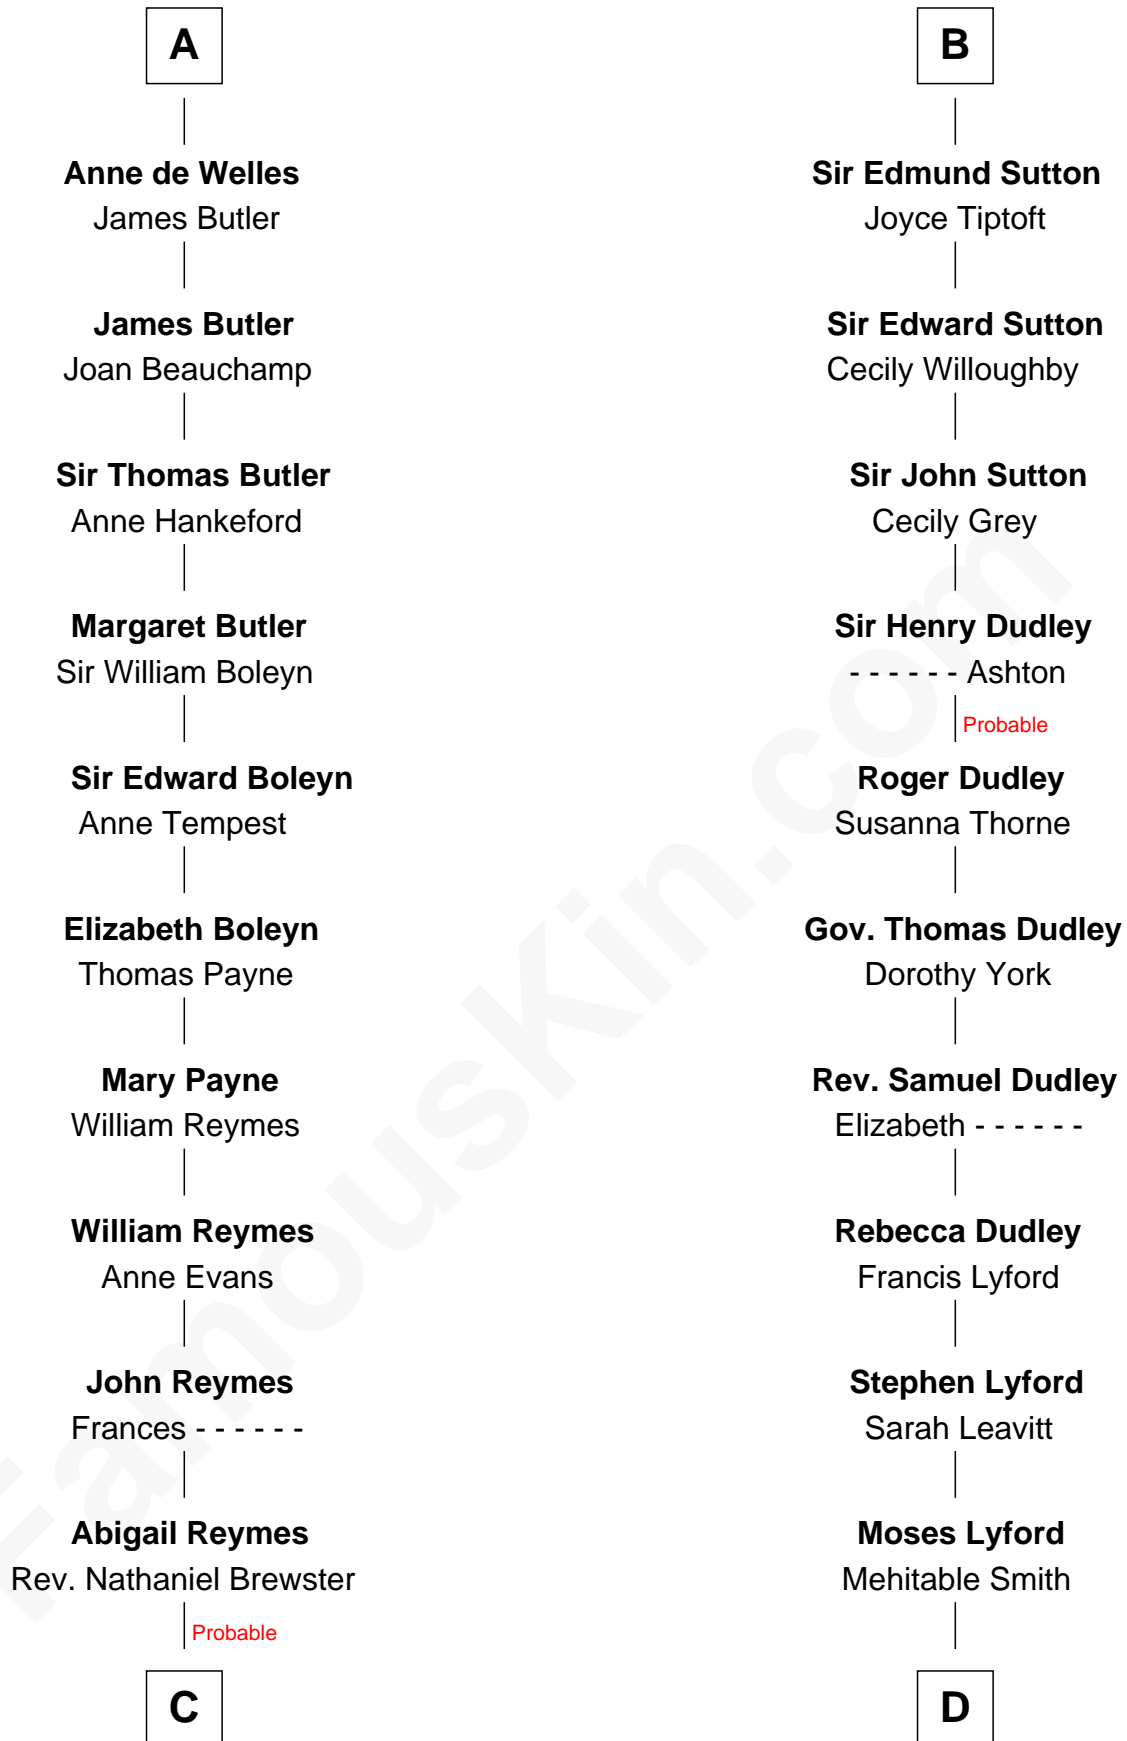 A
Anne de Welles
James Butler
James Butler
Joan Beauchamp
Sir Thomas Butler
Anne Hankeford
Margaret Butler
Sir William Boleyn
Sir Edward Boleyn
Anne Tempest
Elizabeth Boleyn
Thomas Payne
Mary Payne
William Reymes
William Reymes
Anne Evans
John Reymes
Frances - - - - - -
Abigail Reymes
Rev. Nathaniel Brewster
Probable
C
B
Sir Edmund Sutton
Joyce Tiptoft
Sir Edward Sutton
Cecily Willoughby
Sir John Sutton
Cecily Grey
Sir Henry Dudley
- - - - - - Ashton
Probable
Roger Dudley
Susanna Thorne
Gov. Thomas Dudley
Dorothy York
Rev. Samuel Dudley
Elizabeth - - - - - -
Rebecca Dudley
Francis Lyford
Stephen Lyford
Sarah Leavitt
Moses Lyford
Mehitable Smith
D
FamousKin.com